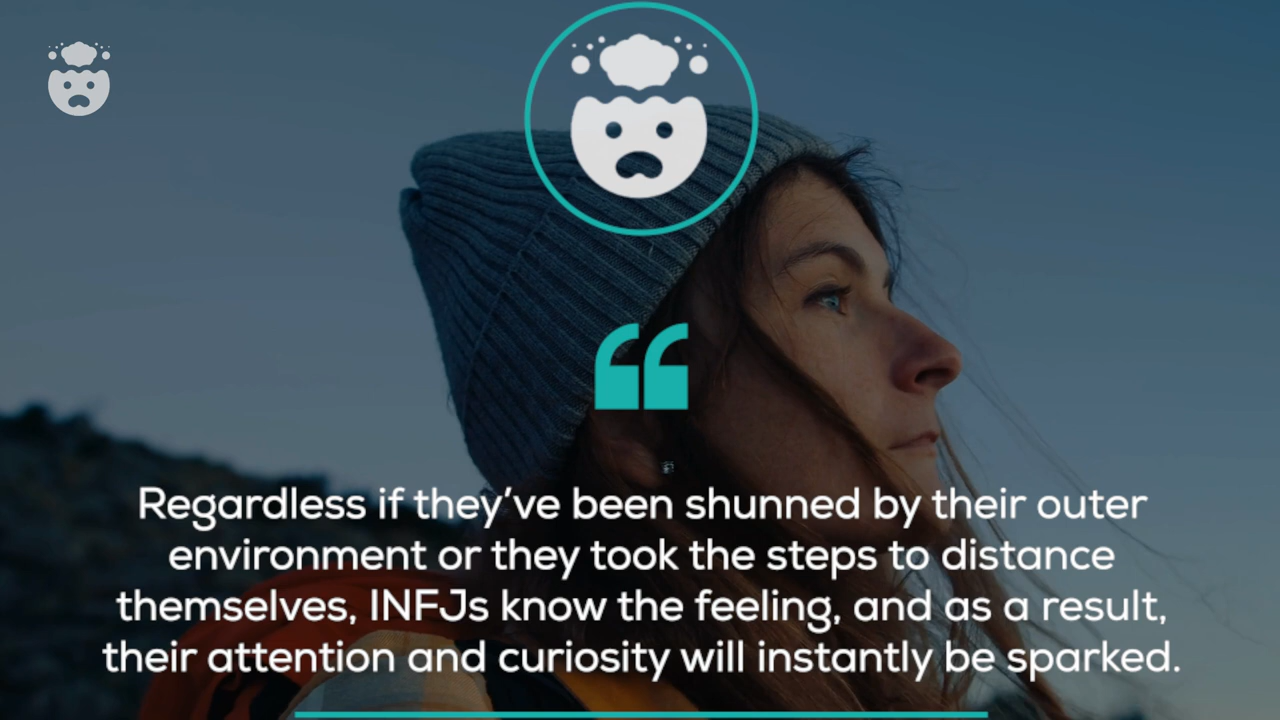 Regardless if they’ve been shunned by their outer
environment or they took the steps to distance
themselves, INFJs know the feeling, and as a result,
their attention and curiosity will instantly be sparked.